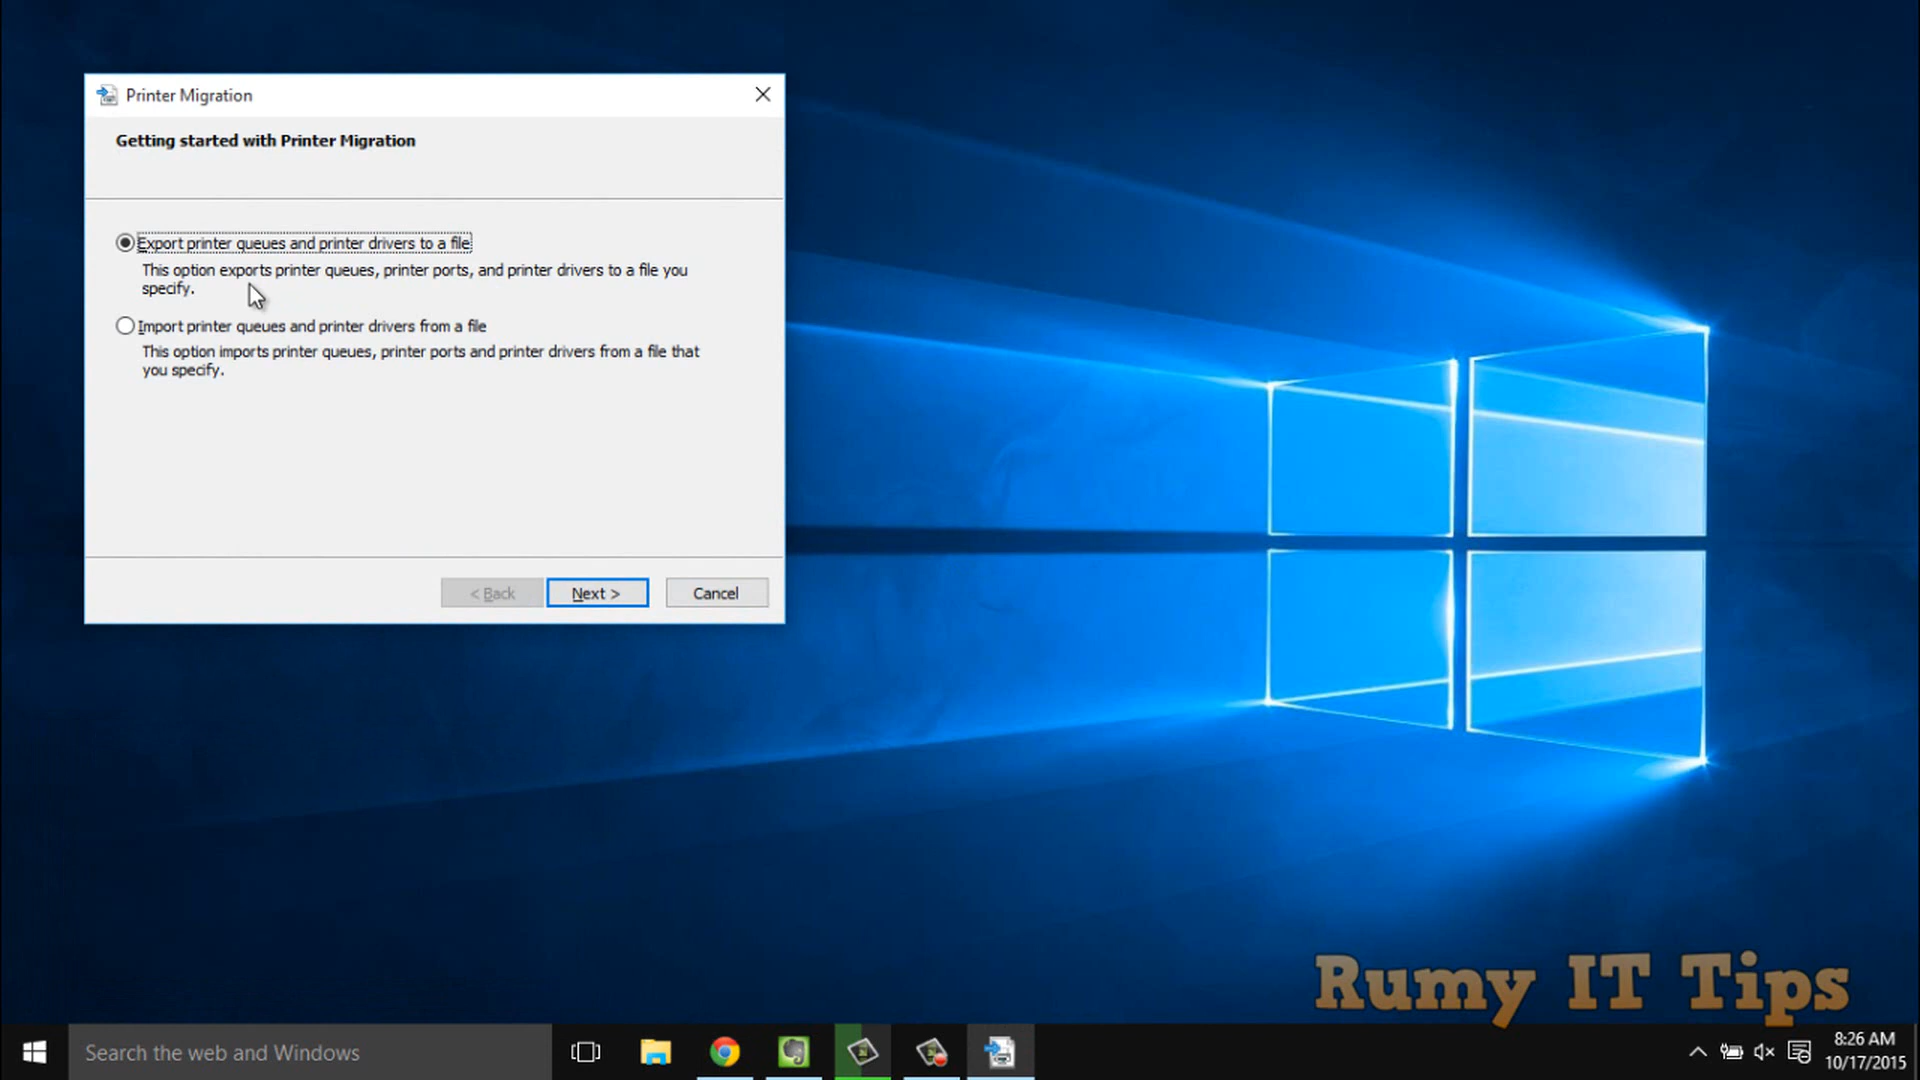 Printer Migration
Getting started with Printer Migration
Export printer queues and printer drivers to a file
This option exports printer queues, printer ports, and printer drivers to a file you
specify.
Import printer queues and printer drivers from a file
This option imports printer queues, printer ports and printer drivers from a file that
you specify.
< Back
Next >
Cancel
Rumy IT Tips
Search the web and Windows
8:26 AM
10/17/2015